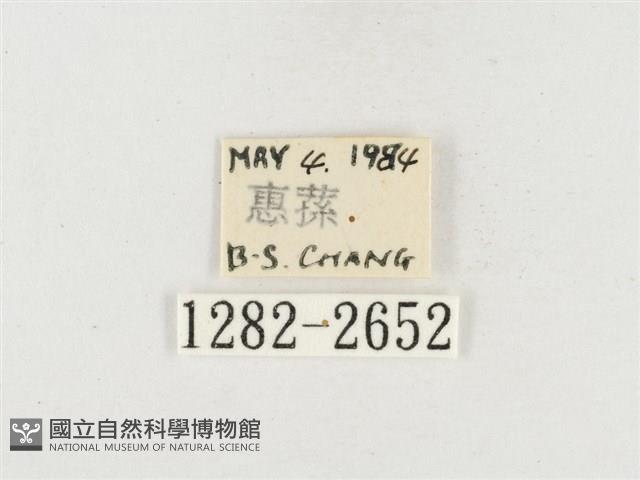 MAY 4. 1984
惠蓀
B-S. CHANG
1282-2652
國立自然科學博物館
NATIONAL MUSEUM OF NATURAL SCIENCE